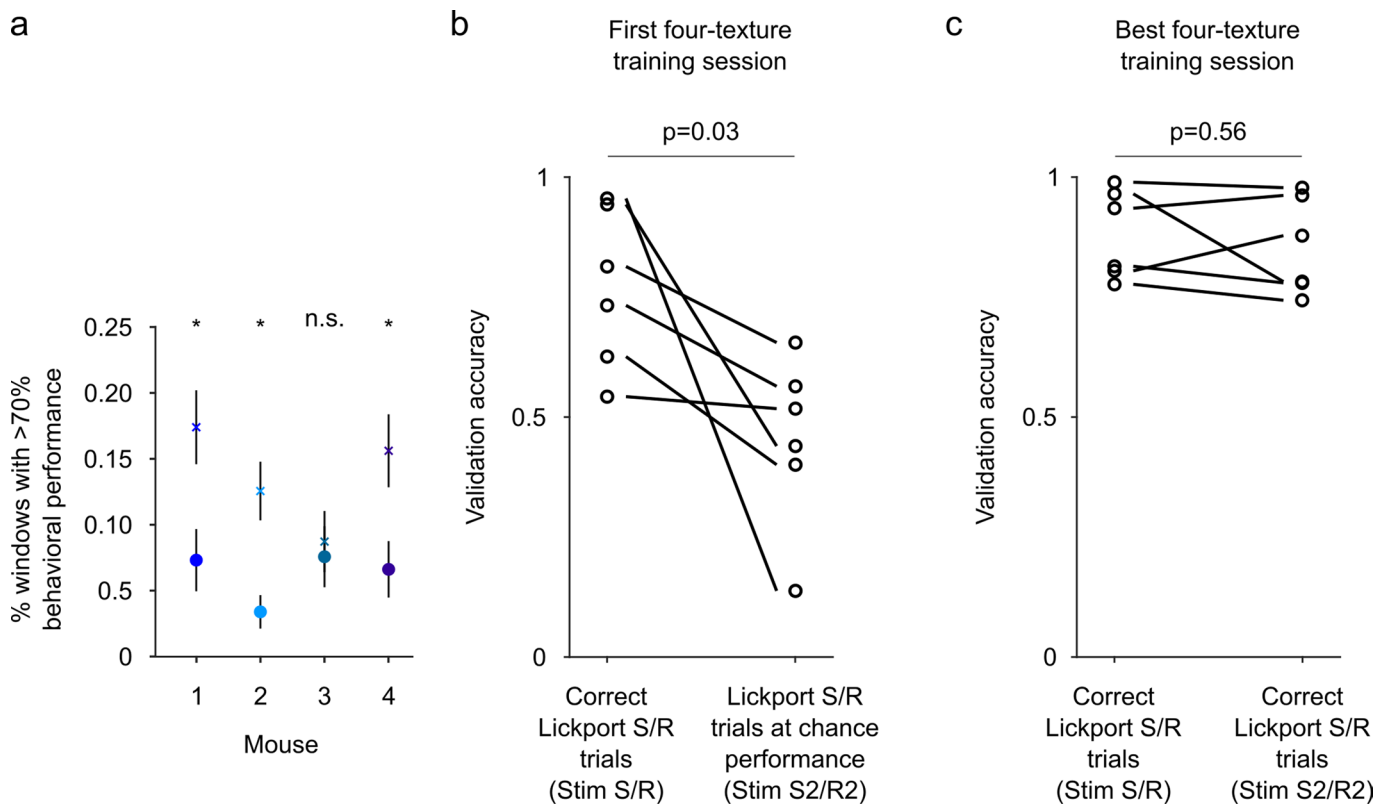 a
% windows with >70%
behavioral performance
0.25
0.20
0.15
0.10
0.5
0
*
*
n.s.
*
1
2
3
4
Mouse
b
First four-texture
training session
p=0.03
Validation accuracy
1
0.5
0
Correct
Lickport S/R
trials
(Stim S/R)
Lickport S/R
trials at chance
performance
(Stim S2/R2)
c
Best four-texture
training session
p=0.56
Validation accuracy
1
0.5
0
Correct
Lickport S/R
trials
(Stim S/R)
Correct
Lickport S/R
trials
(Stim S2/R2)